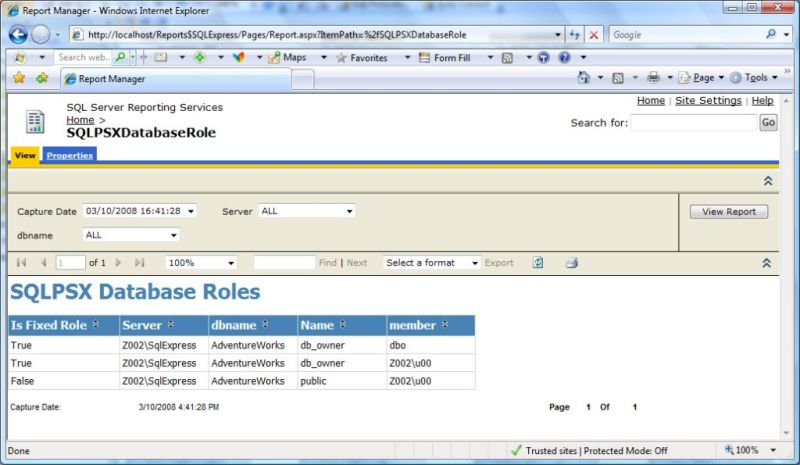 Report Manager - Windows Internet Explorer
http://localhost/Reports$SQLExpress/Pages/Report.aspx?ItemPath=%2fSQLPSXDatabaseRole
Google
Search web..
Maps
Favorites
Form Fill
Report Manager
Page
Tools
SQL Server Reporting Services
Home >
SQLPSXDatabaseRole
Home | Site Settings | Help
Search for:
Go
View
Properties
Capture Date 03/10/2008 16:41:28 Server ALL
View Report
dbname ALL
1 of 1 100% Find | Next Select a format Export
SQLPSX Database Roles
Is Fixed Role Server dbname Name member
True Z002\SqlExpress AdventureWorks db_owner dbo
True Z002\SqlExpress AdventureWorks db_owner Z002\u00
False Z002\SqlExpress AdventureWorks public Z002\u00
Capture Date: 3/10/2008 4:41:28 PM Page 1 Of 1
Done Trusted sites | Protected Mode: Off 100%